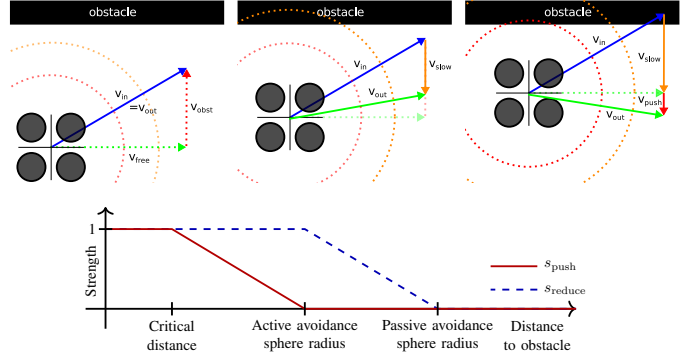 obstacle
v_in
=v_out
v_obst
v_free
obstacle
v_in
v_slow
v_out
obstacle
v_in
v_slow
v_push
v_out
Strength
1
s_push
s_reduce
Critical
distance
Active avoidance
sphere radius
Passive avoidance
sphere radius
Distance
to obstacle